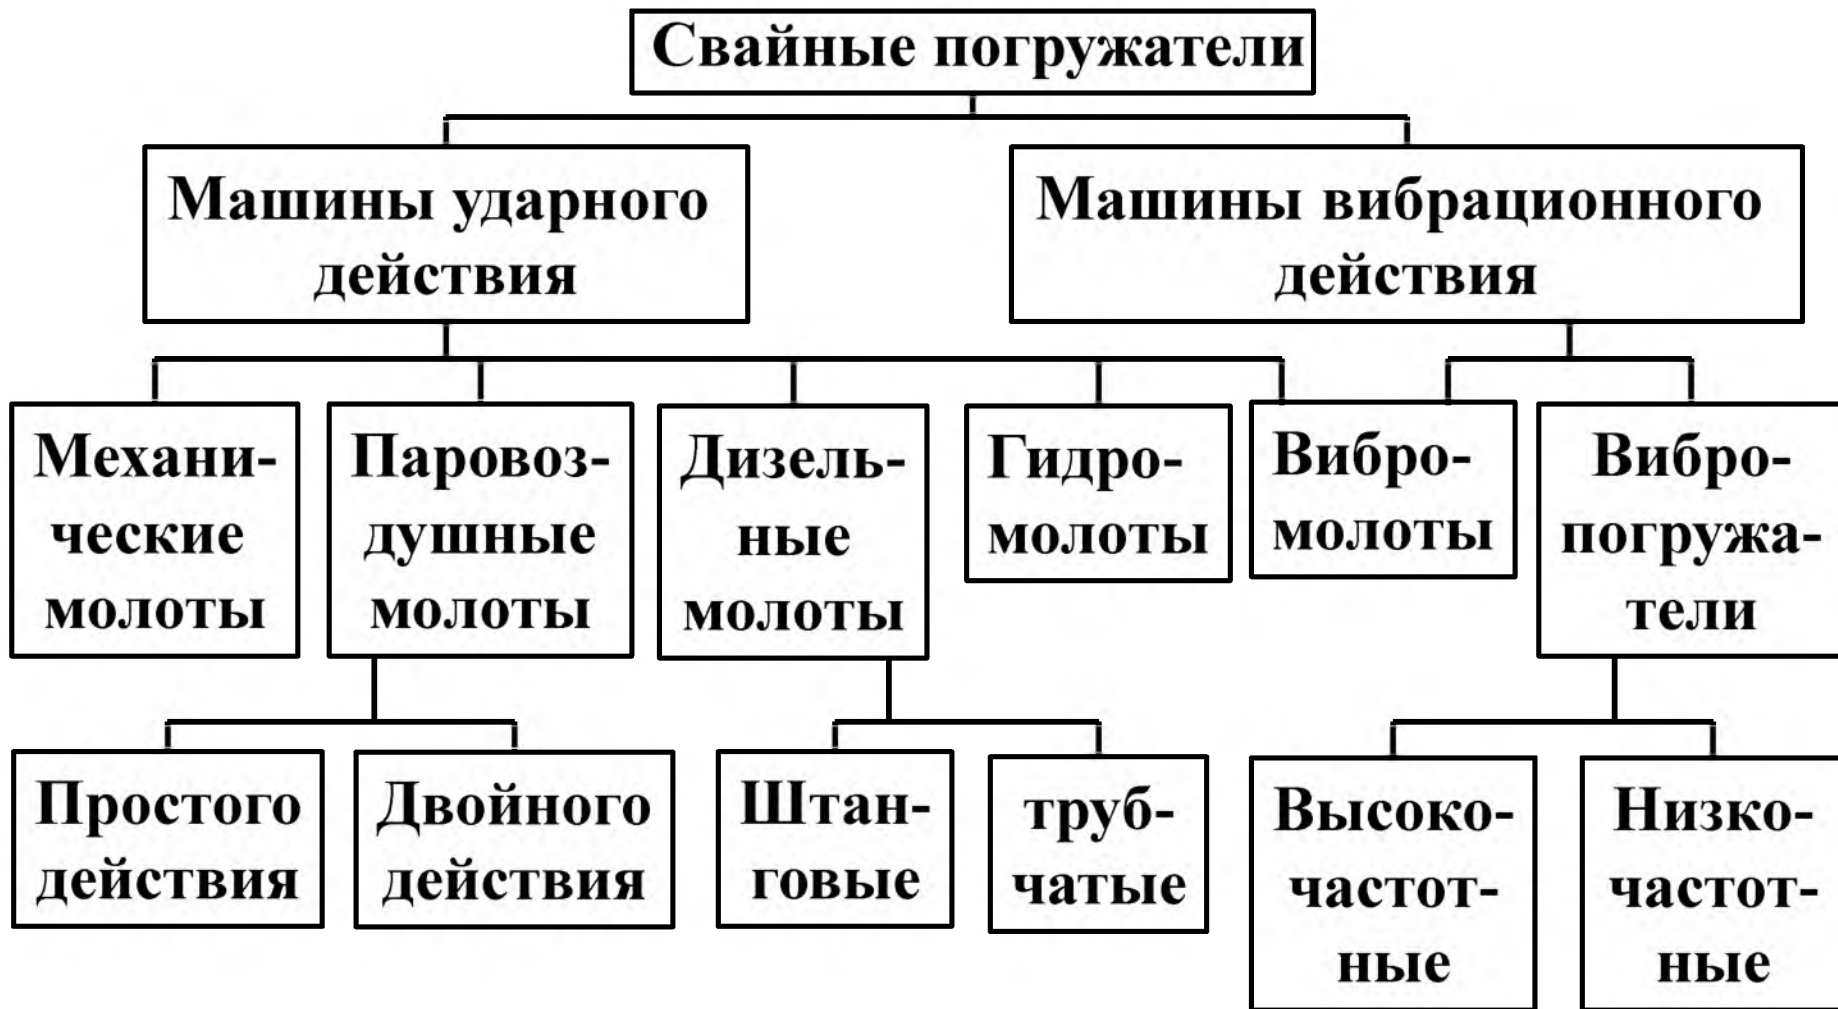 Свайные погружатели
Машины ударного
действия
Машины вибрационного
действия
Механи-
ческие
молоты
Паровоз-
душные
молоты
Дизель-
ные
молоты
Гидро-
молоты
Вибро-
молоты
Вибро-
погружа-
тели
Простого
действия
Двойного
действия
Штан-
говые
труб-
чатые
Высоко-
частот-
ные
Низко-
частот-
ные